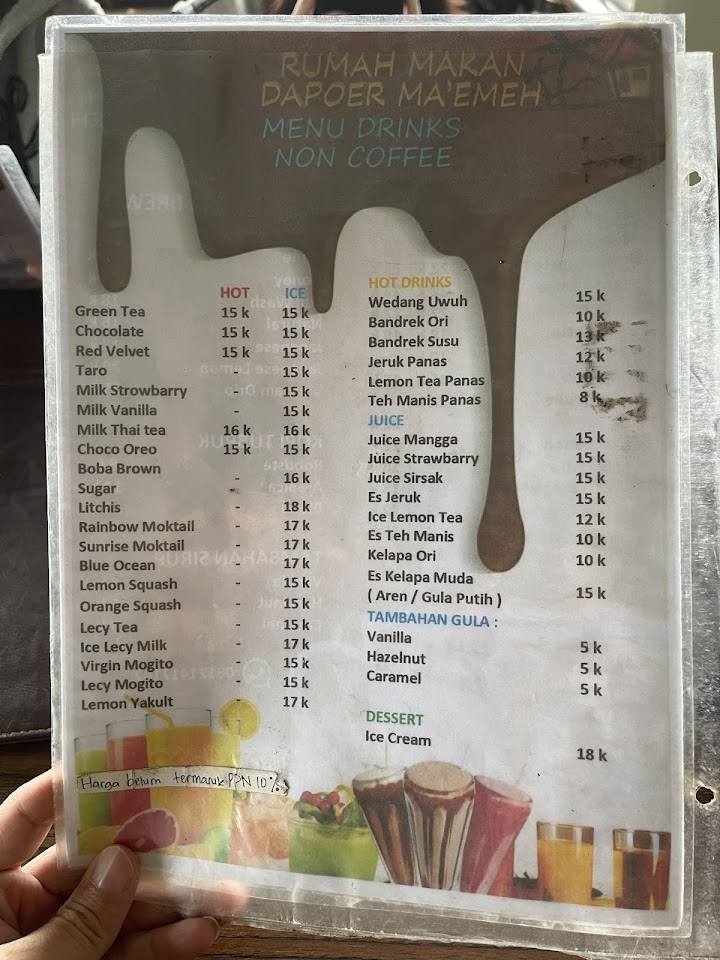 RUMAH MAKAN
DAPOER MA'EMEH
MENU DRINKS
NON COFFEE
HOT ICE
Green Tea 15 k 15 k
Chocolate 15 k 15 k
Red Velvet 15 k 15 k
Taro - 15 k
Milk Strowbarry - 15 k
Milk Vanilla - 15 k
Milk Thai tea 16 k 16 k
Choco Oreo 15 k 15 k
Boba Brown
Sugar - 16 k
Litchis - 18 k
Rainbow Moktail - 17 k
Sunrise Moktail - 17 k
Blue Ocean - 17 k
Lemon Squash - 15 k
Orange Squash - 15 k
Lecy Tea - 15 k
Ice Lecy Milk - 17 k
Virgin Mogito - 15 k
Lecy Mogito - 15 k
Lemon Yakult - 17 k
Harga belum termasuk PPN 10%
HOT DRINKS
Wedang Uwuh 15 k
Bandrek Ori 10 k
Bandrek Susu 13 k
Jeruk Panas 12 k
Lemon Tea Panas 10 k
Teh Manis Panas 8 k
JUICE
Juice Mangga 15 k
Juice Strawbarry 15 k
Juice Sirsak 15 k
Es Jeruk 15 k
Ice Lemon Tea 12 k
Es Teh Manis 10 k
Kelapa Ori 10 k
Es Kelapa Muda
( Aren / Gula Putih ) 15 k
TAMBAHAN GULA :
Vanilla 5 k
Hazelnut 5 k
Caramel 5 k
DESSERT
Ice Cream 18 k